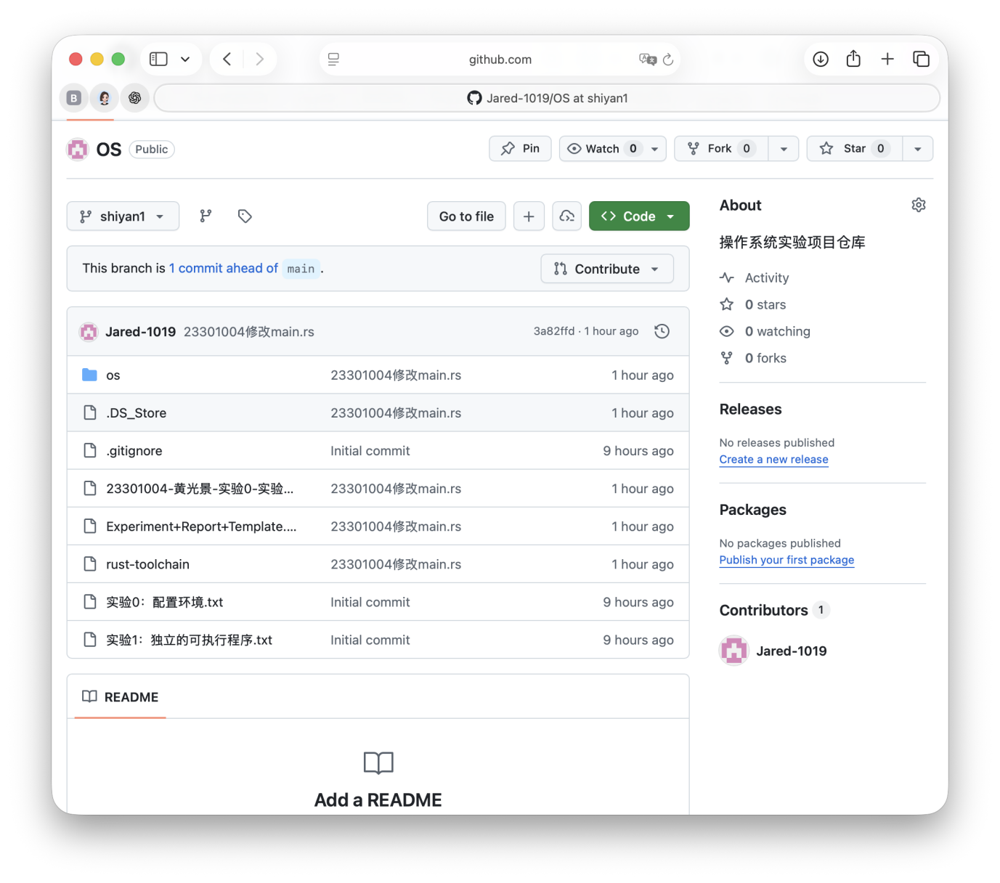 github.com
B
Jared-1019/OS at shiyan1
OS Public
Pin
Watch 0
Fork 0
Star 0
shiyan1
Go to file
Code
This branch is 1 commit ahead of main .
Contribute
Jared-1019 23301004修改main.rs 3a82ffd · 1 hour ago
os 23301004修改main.rs 1 hour ago
.DS_Store 23301004修改main.rs 1 hour ago
.gitignore Initial commit 9 hours ago
23301004-黄光景-实验0-实验... 23301004修改main.rs 1 hour ago
Experiment+Report+Template.... 23301004修改main.rs 1 hour ago
rust-toolchain 23301004修改main.rs 1 hour ago
实验0：配置环境.txt Initial commit 9 hours ago
实验1：独立的可执行程序.txt Initial commit 9 hours ago
README
Add a README
About
操作系统实验项目仓库
Activity
0 stars
0 watching
0 forks
Releases
No releases published
Create a new release
Packages
No packages published
Publish your first package
Contributors 1
Jared-1019